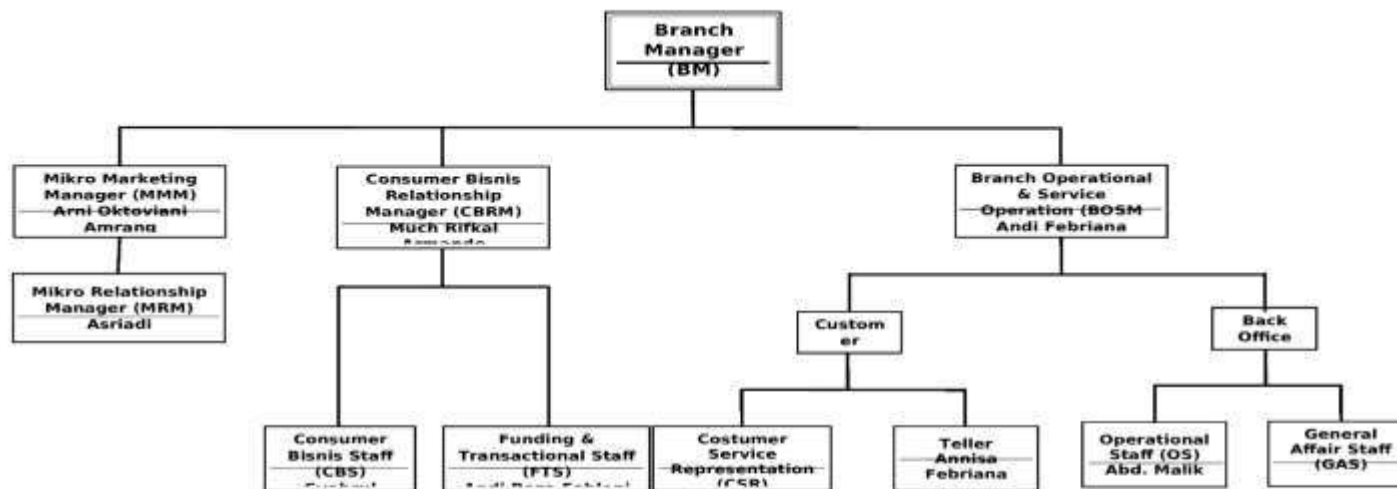 Branch
Manager
(BM)
Mikro Marketing
Manager (MMM)
Arni Oktoviani
Amrang
Consumer Bisnis
Relationship
Manager (CBRM)
Much Rifkal
Branch Operational
& Service
Operation (BOSM
Andi Febriana
Mikro Relationship
Manager (MRM)
Asriadi
Custom
er
Back
Office
Consumer
Bisnis Staff
(CBS)
Funding &
Transactional Staff
(FTS)
Costumer
Service
Representation
(CSR)
Teller
Annisa
Febriana
Operational
Staff (OS)
Abd. Malik
General
Affair Staff
(GAS)